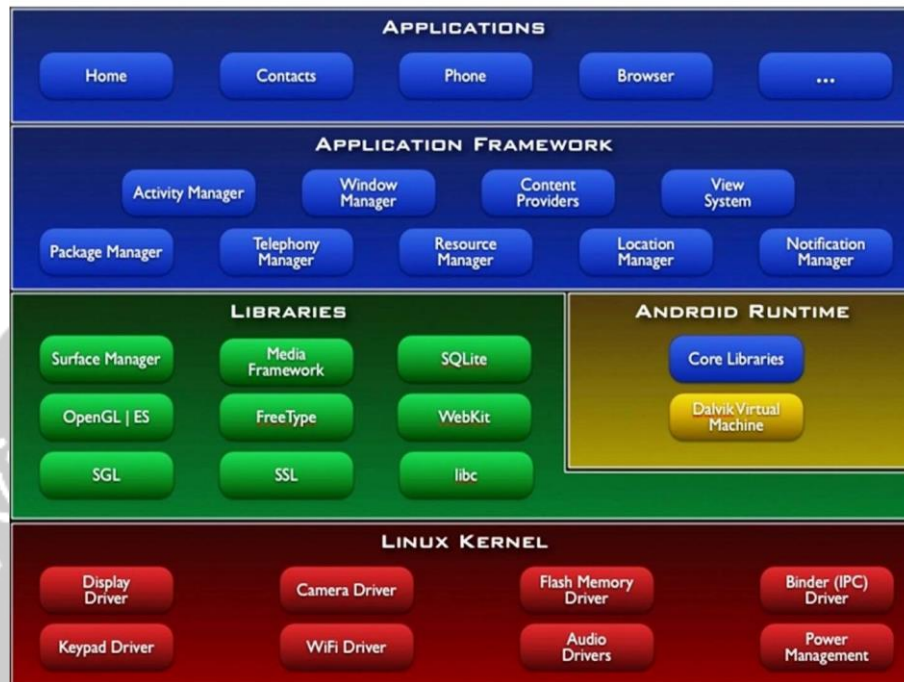 APPLICATIONS
Home
Contacts
Phone
Browser
...
APPLICATION FRAMEWORK
Activity Manager
Window
Manager
Content
Providers
View
System
Package Manager
Telephony
Manager
Resource
Manager
Location
Manager
Notification
Manager
LIBRARIES
Surface Manager
Media
Framework
SQLite
OpenGL | ES
FreeType
WebKit
SGL
SSL
libc
ANDROID RUNTIME
Core Libraries
Dalvik Virtual
Machine
LINUX KERNEL
Display
Driver
Camera Driver
Flash Memory
Driver
Binder (IPC)
Driver
Keypad Driver
WiFi Driver
Audio
Drivers
Power
Management